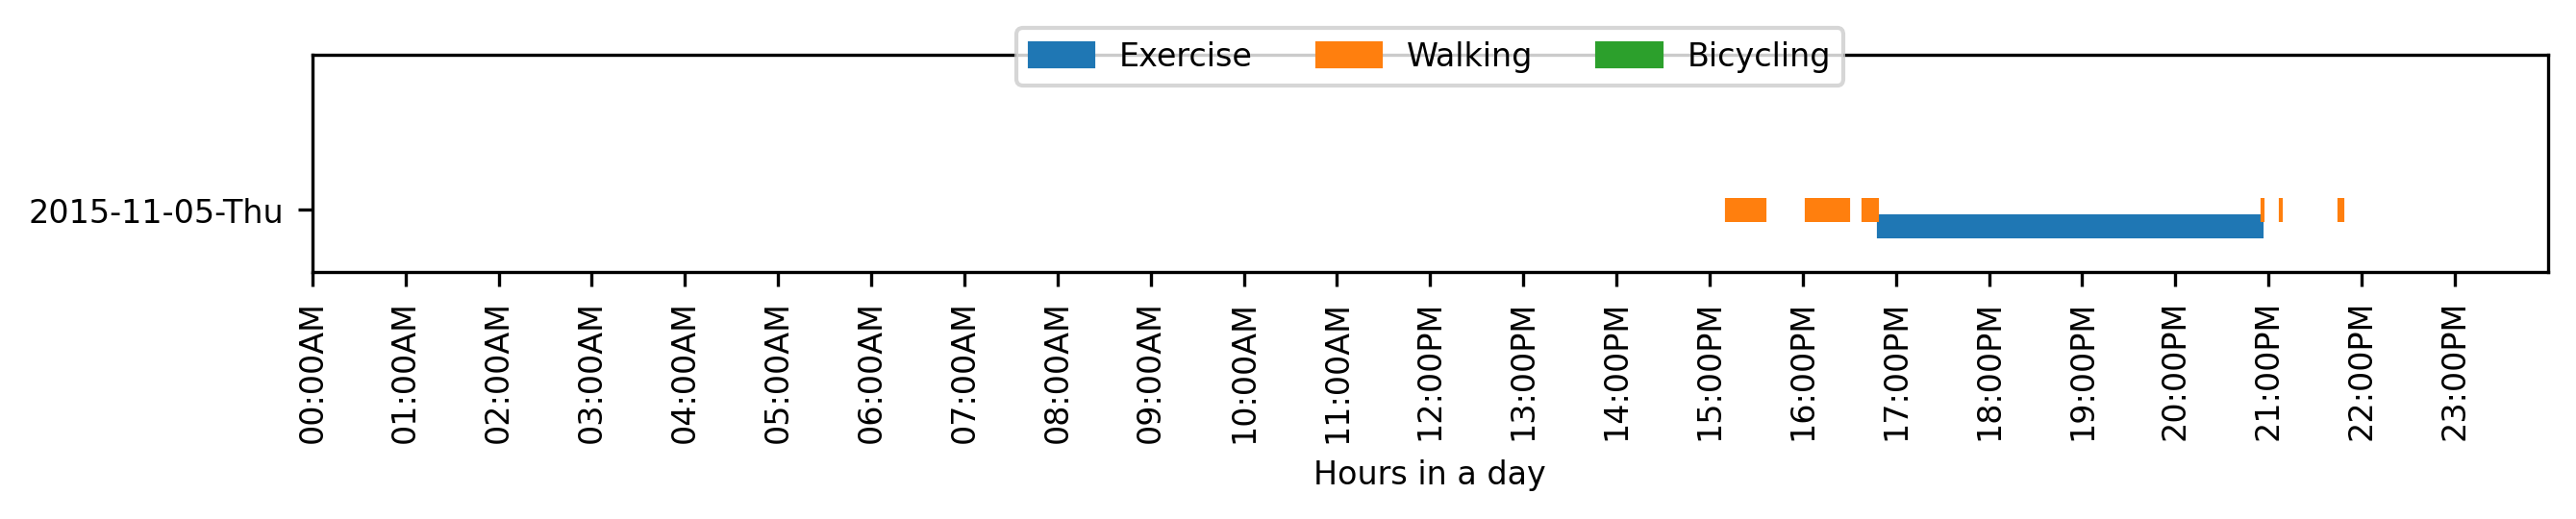 Exercise Walking Bicycling
2015-11-05-Thu
00:00AM
01:00AM
02:00AM
03:00AM
04:00AM
05:00AM
06:00AM
07:00AM
08:00AM
09:00AM
10:00AM
11:00AM
12:00PM
13:00PM
14:00PM
15:00PM
16:00PM
17:00PM
18:00PM
19:00PM
20:00PM
21:00PM
22:00PM
23:00PM
Hours in a day